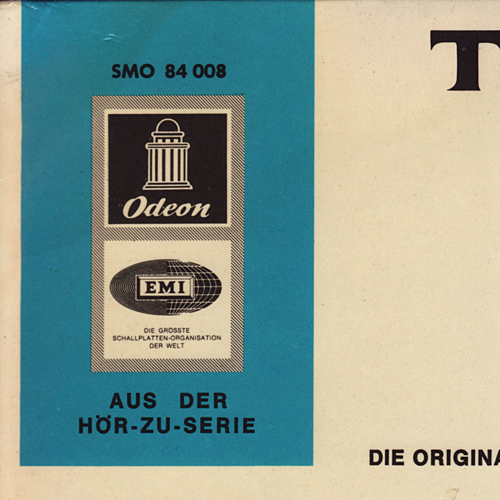 SMO 84 008
T
Odeon
EMI
DIE GRÖSSTE
SCHALLPLATTEN-ORGANISATION
DER WELT
AUS DER
HÖR-ZU-SERIE
DIE ORIGINA